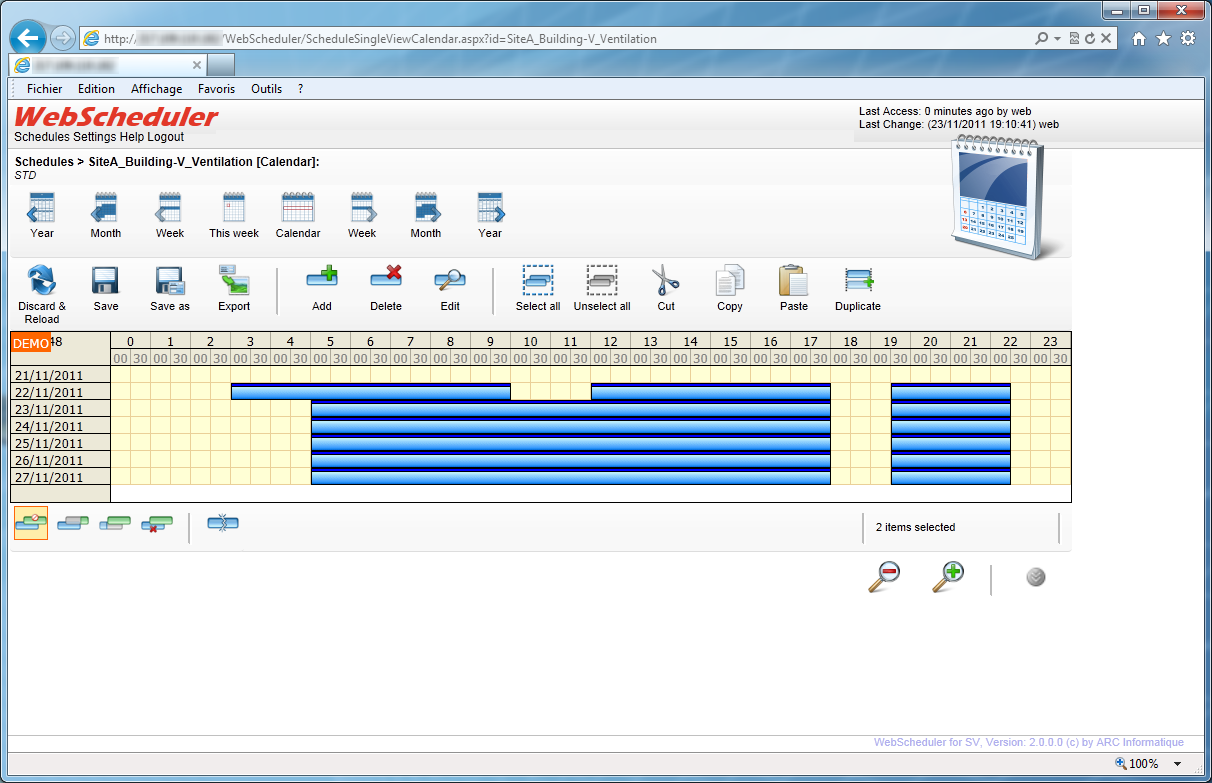 http:// /WebScheduler/ScheduleSingleViewCalendar.aspx?id=SiteA_Building-V_Ventilation
Fichier Edition Affichage Favoris Outils ?
WebScheduler
Schedules Settings Help Logout
Last Access: 0 minutes ago by web
Last Change: (23/11/2011 19:10:41) web
Schedules > SiteA_Building-V_Ventilation [Calendar]:
STD
Year Month Week This week Calendar Week Month Year
Discard & Reload Save Save as Export Add Delete Edit Select all Unselect all Cut Copy Paste Duplicate
DEMO 48 0 1 2 3 4 5 6 7 8 9 10 11 12 13 14 15 16 17 18 19 20 21 22 23
00 30 00 30 00 30 00 30 00 30 00 30 00 30 00 30 00 30 00 30 00 30 00 30 00 30 00 30 00 30 00 30 00 30 00 30 00 30 00 30 00 30 00 30 00 30 00 30
21/11/2011
22/11/2011
23/11/2011
24/11/2011
25/11/2011
26/11/2011
27/11/2011
2 items selected
WebScheduler for SV, Version: 2.0.0.0 (c) by ARC Informatique
100%